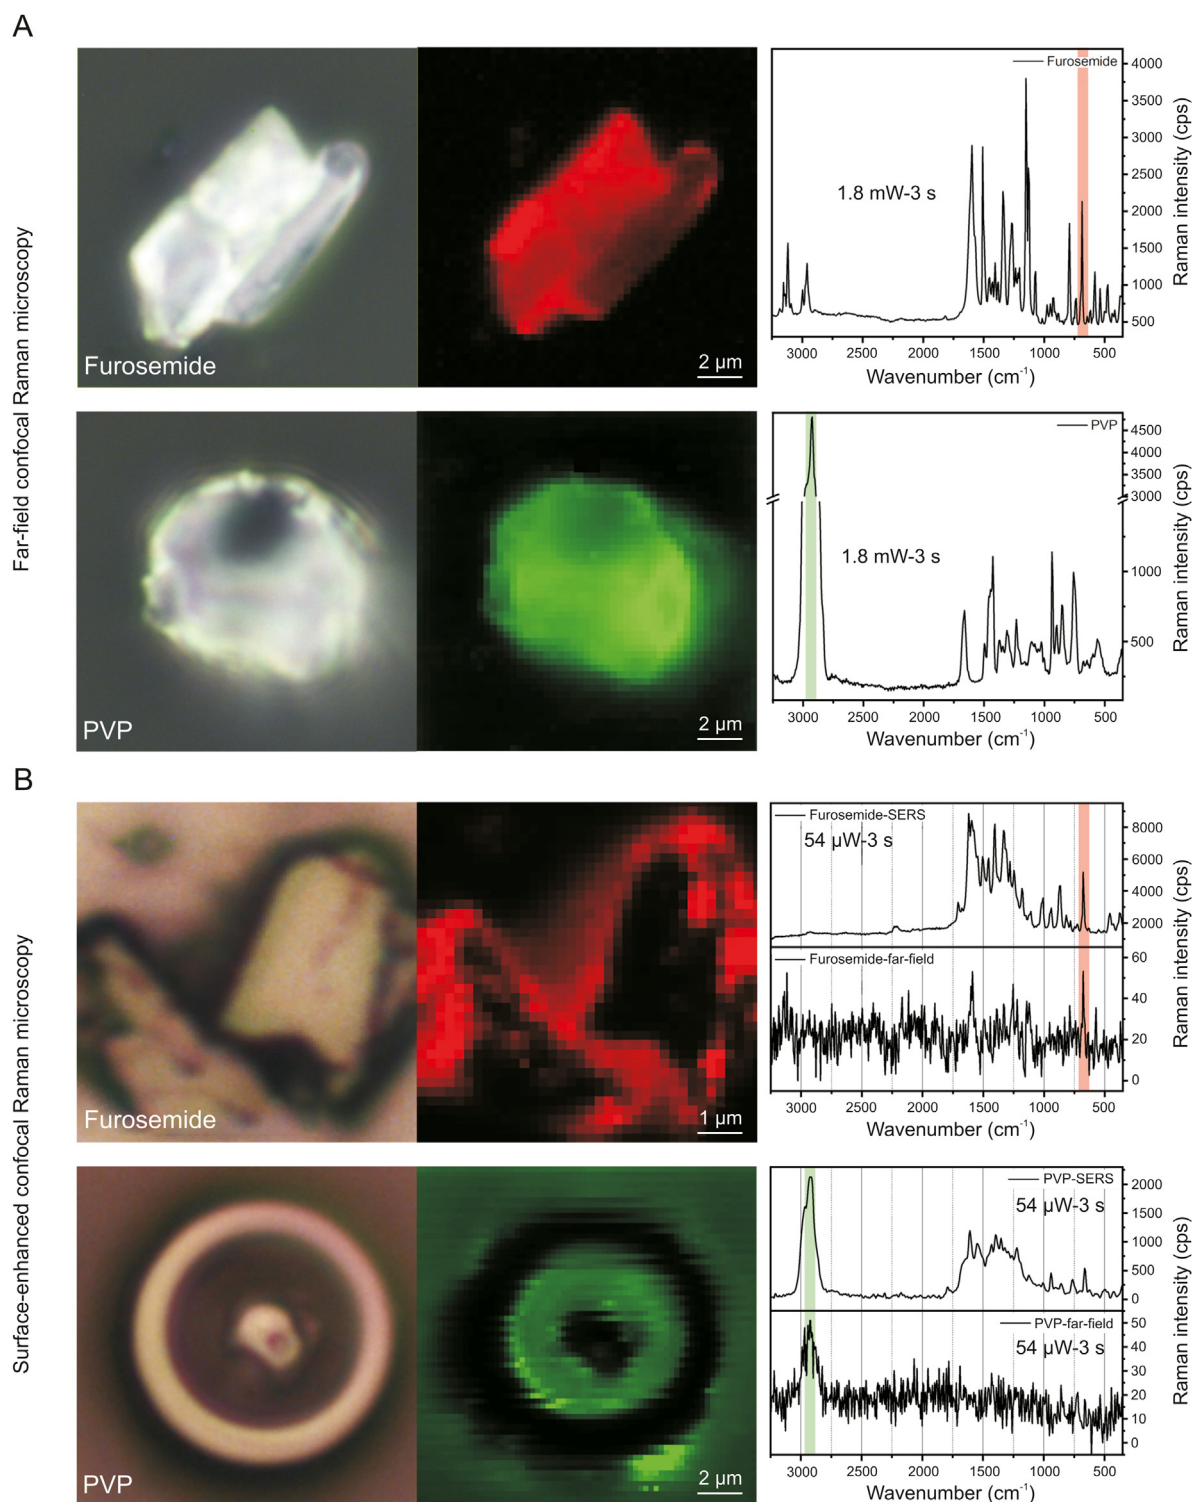 A
Far-field confocal Raman microscopy
Furosemide
2 µm
Furosemide
1.8 mW-3 s
4000
3500
3000
2500
2000
1500
1000
500
Raman intensity (cps)
3000 2500 2000 1500 1000 500
Wavenumber (cm⁻¹)
PVP
2 µm
PVP
1.8 mW-3 s
4500
4000
3500
3000
1000
500
Raman intensity (cps)
3000 2500 2000 1500 1000 500
Wavenumber (cm⁻¹)
B
Surface-enhanced confocal Raman microscopy
Furosemide
1 µm
Furosemide-SERS
54 µW-3 s
8000
6000
4000
2000
Furosemide-far-field
60
40
20
0
Raman intensity (cps)
3000 2500 2000 1500 1000 500
Wavenumber (cm⁻¹)
PVP
2 µm
PVP-SERS
54 µW-3 s
2000
1500
1000
500
0
PVP-far-field
54 µW-3 s
50
40
30
20
10
0
Raman intensity (cps)
3000 2500 2000 1500 1000 500
Wavenumber (cm⁻¹)